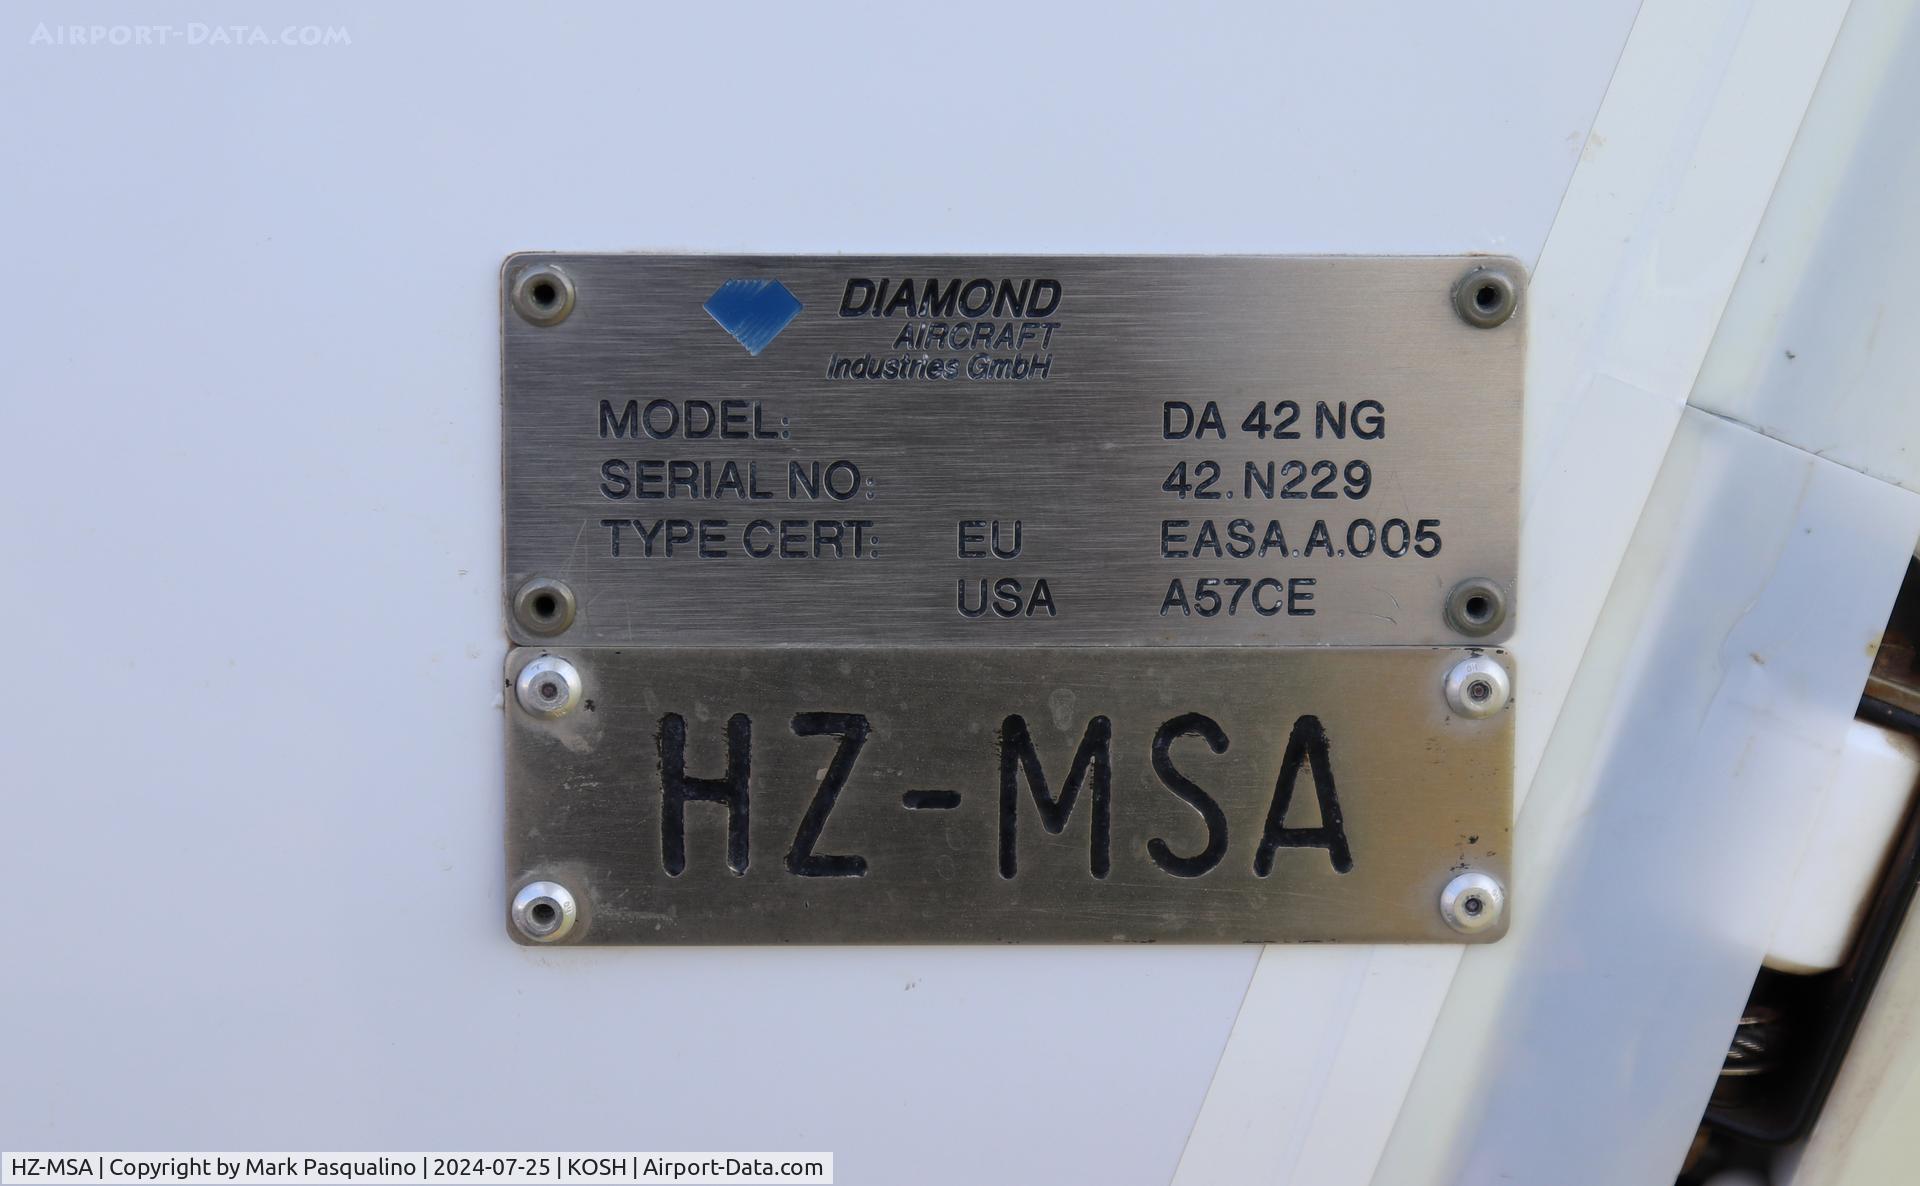 AIRPORT-DATA.COM
DIAMOND
AIRCRAFT
Industries GmbH
MODEL: DA 42 NG
SERIAL NO: 42.N229
TYPE CERT: EU EASA.A.005
USA A57CE
HZ-MSA
HZ-MSA | Copyright by Mark Pasqualino | 2024-07-25 | KOSH | Airport-Data.com